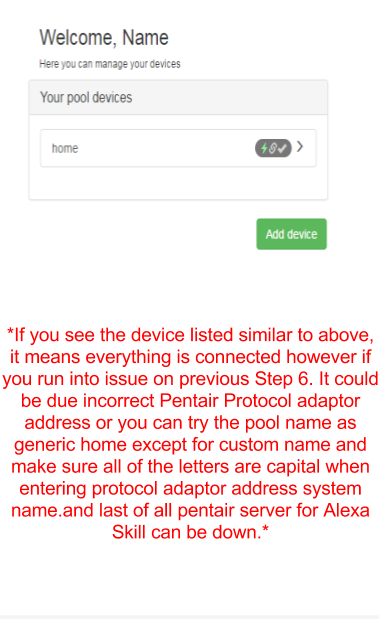 Welcome, Name
Here you can manage your devices
Your pool devices
home
Add device
*If you see the device listed similar to above,
it means everything is connected however if
you run into issue on previous Step 6. It could
be due incorrect Pentair Protocol adaptor
address or you can try the pool name as
generic home except for custom name and
make sure all of the letters are capital when
entering protocol adaptor address system
name.and last of all pentair server for Alexa
Skill can be down.*